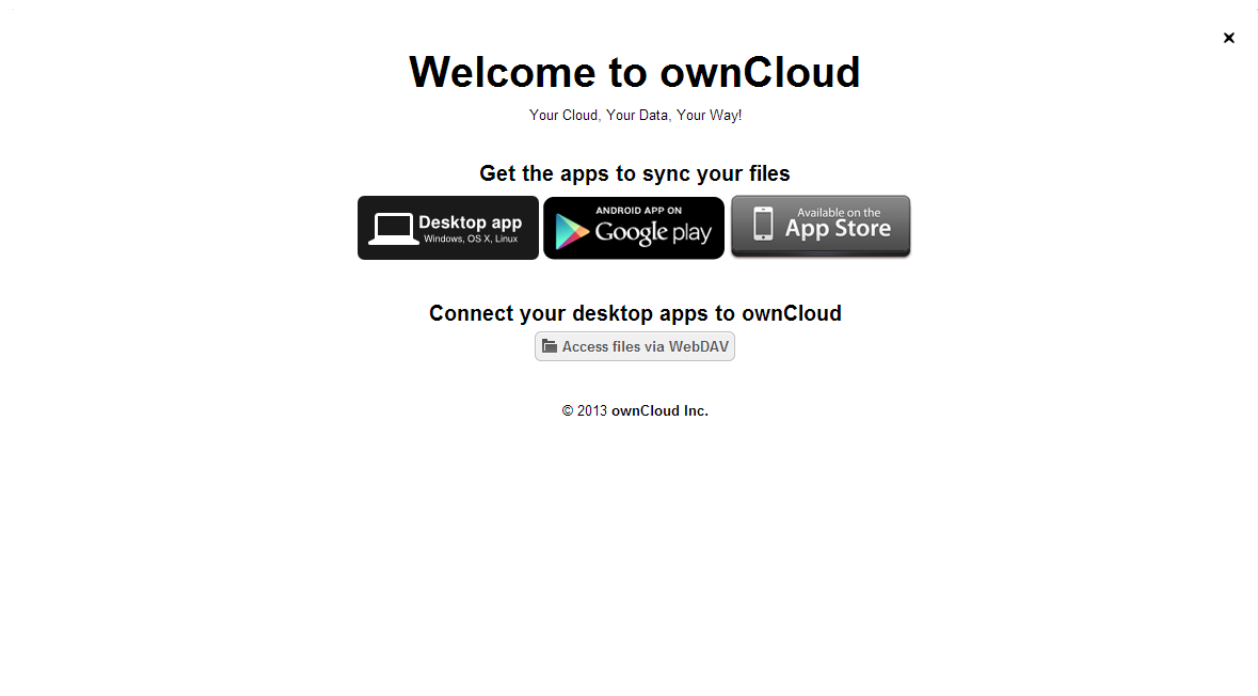 Welcome to ownCloud
Your Cloud, Your Data, Your Way!
Get the apps to sync your files
Desktop app
Windows, OS X, Linux
ANDROID APP ON
Google play
Available on the
App Store
Connect your desktop apps to ownCloud
Access files via WebDAV
© 2013 ownCloud Inc.